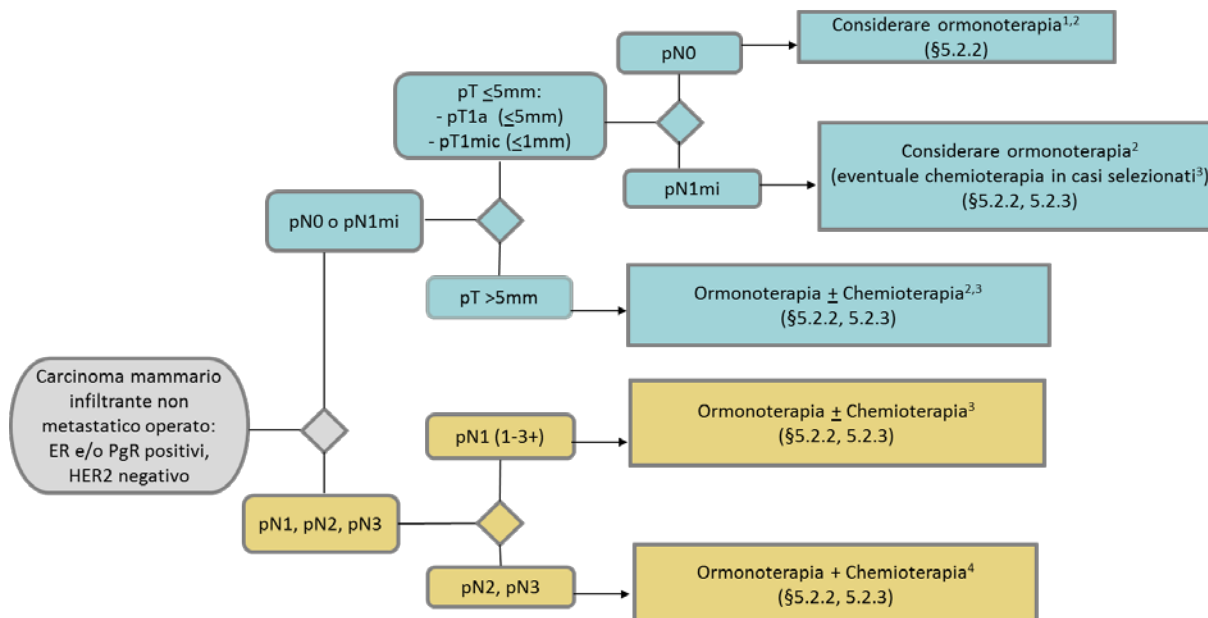 Considerare ormonoterapia1,2
(§5.2.2)
pN0
pT ≤5mm:
- pT1a (≤5mm)
- pT1mic (≤1mm)
Considerare ormonoterapia2
(eventuale chemioterapia in casi selezionati3)
(§5.2.2, 5.2.3)
pN1mi
pN0 o pN1mi
pT >5mm
Ormonoterapia ± Chemioterapia2,3
(§5.2.2, 5.2.3)
Carcinoma mammario
infiltrante non
metastatico operato:
ER e/o PgR positivi,
HER2 negativo
pN1 (1-3+)
Ormonoterapia ± Chemioterapia3
(§5.2.2, 5.2.3)
pN1, pN2, pN3
pN2, pN3
Ormonoterapia + Chemioterapia4
(§5.2.2, 5.2.3)